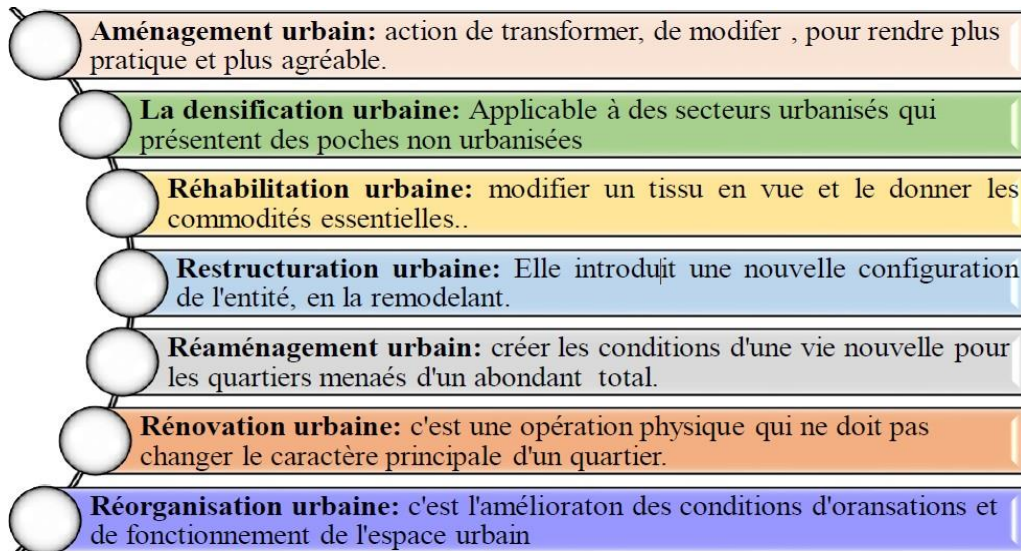 Aménagement urbain: action de transformer, de modifer , pour rendre plus
pratique et plus agréable.
La densification urbaine: Applicable à des secteurs urbanisés qui
présentent des poches non urbanisées
Réhabilitation urbaine: modifier un tissu en vue et le donner les
commodités essentielles..
Restructuration urbaine: Elle introduit une nouvelle configuration
de l'entité, en la remodelant.
Réaménagement urbain: créer les conditions d'une vie nouvelle pour
les quartiers menaés d'un abondant total.
Rénovation urbaine: c'est une opération physique qui ne doit pas
changer le caractère principale d'un quartier.
Réorganisation urbaine: c'est l'amélioraton des conditions d'oransations et
de fonctionnement de l'espace urbain